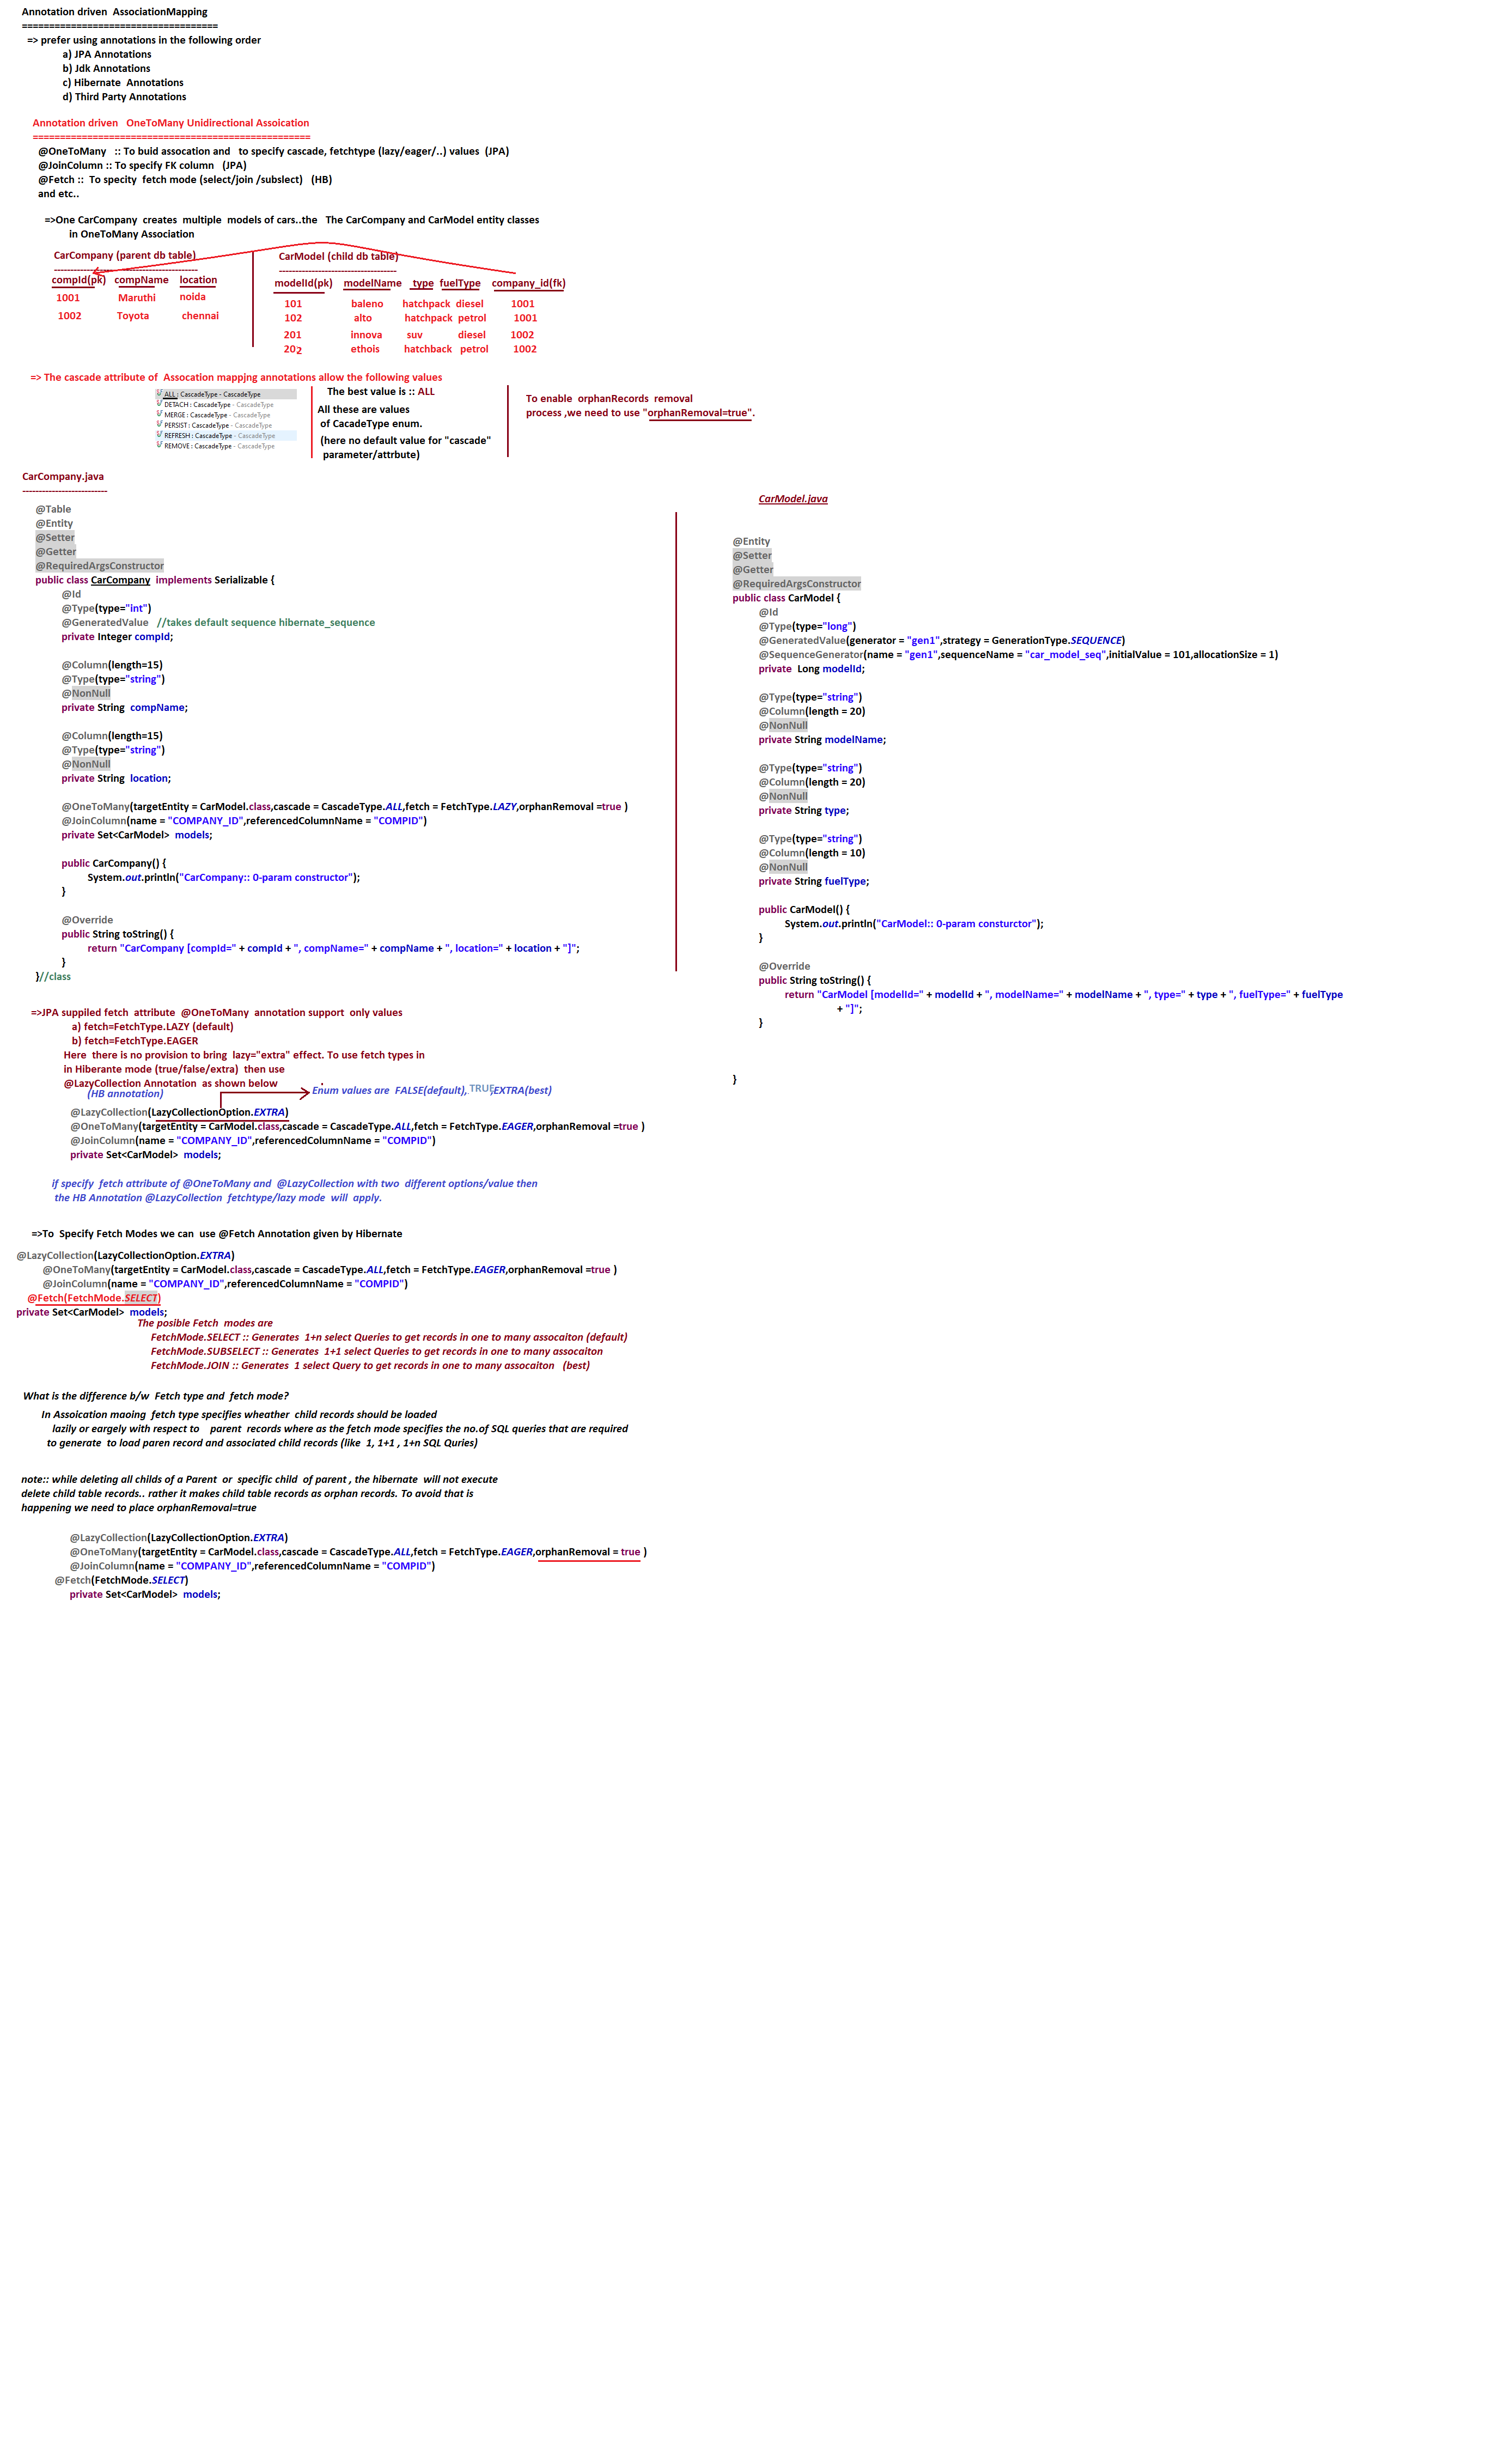 Annotation driven  AssociationMapping
====================================
=> prefer using annotations in the following order
a) JPA Annotations
b) Jdk Annotations
c) Hibernate  Annotations
d) Third Party Annotations
Annotation driven   OneToMany Unidirectional Assoication
===================================================
@OneToMany   :: To buid assocation and   to specify cascade, fetchtype (lazy/eager/..) values  (JPA)
@JoinColumn :: To specify FK column   (JPA)
@Fetch ::  To specity  fetch mode (select/join /subslect)   (HB)
and etc..
=>One CarCompany  creates  multiple  models of cars..the   The CarCompany and CarModel entity classes
in OneToMany Association
CarCompany (parent db table)
--------------------------------------------
compId(pk)   compName   location
1001   Maruthi   noida
1002   Toyota   chennai
CarModel (child db table)
------------------------------------
modelId(pk)   modelName   type  fuelType   company_id(fk)
101   baleno   hatchpack  diesel   1001
102   alto   hatchpack  petrol   1001
201   innova   suv   diesel   1002
202   ethois   hatchback   petrol   1002
=> The cascade attribute of  Assocation mappjng annotations allow the following values
ALL : CascadeType - CascadeType
DETACH : CascadeType - CascadeType
MERGE : CascadeType - CascadeType
PERSIST : CascadeType - CascadeType
REFRESH : CascadeType - CascadeType
REMOVE : CascadeType - CascadeType
The best value is :: ALL
All these are values
of CacadeType enum.
(here no default value for "cascade"
parameter/attrbute)
To enable  orphanRecords  removal
process ,we need to use "orphanRemoval=true".
CarCompany.java
--------------------------
@Table
@Entity
@Setter
@Getter
@RequiredArgsConstructor
public class CarCompany  implements Serializable {
@Id
@Type(type="int")
@GeneratedValue   //takes default sequence hibernate_sequence
private Integer compId;
@Column(length=15)
@Type(type="string")
@NonNull
private String  compName;
@Column(length=15)
@Type(type="string")
@NonNull
private String  location;
@OneToMany(targetEntity = CarModel.class,cascade = CascadeType.ALL,fetch = FetchType.LAZY,orphanRemoval =true )
@JoinColumn(name = "COMPANY_ID",referencedColumnName = "COMPID")
private Set<CarModel>  models;
public CarCompany() {
System.out.println("CarCompany:: 0-param constructor");
}
@Override
public String toString() {
return "CarCompany [compId=" + compId + ", compName=" + compName + ", location=" + location + "]";
}
}//class
CarModel.java
@Entity
@Setter
@Getter
@RequiredArgsConstructor
public class CarModel {
@Id
@Type(type="long")
@GeneratedValue(generator = "gen1",strategy = GenerationType.SEQUENCE)
@SequenceGenerator(name = "gen1",sequenceName = "car_model_seq",initialValue = 101,allocationSize = 1)
private  Long modelId;
@Type(type="string")
@Column(length = 20)
@NonNull
private String modelName;
@Type(type="string")
@Column(length = 20)
@NonNull
private String type;
@Type(type="string")
@Column(length = 10)
@NonNull
private String fuelType;
public CarModel() {
System.out.println("CarModel:: 0-param consturctor");
}
@Override
public String toString() {
return "CarModel [modelId=" + modelId + ", modelName=" + modelName + ", type=" + type + ", fuelType=" + fuelType
+ "]";
}
}
=>JPA suppiled fetch  attribute  @OneToMany  annotation support  only values
a) fetch=FetchType.LAZY (default)
b) fetch=FetchType.EAGER
Here  there is no provision to bring  lazy="extra" effect. To use fetch types in
in Hiberante mode (true/false/extra)  then use
@LazyCollection Annotation  as shown below
(HB annotation)
Enum values are  FALSE(default), TRUE,EXTRA(best)
@LazyCollection(LazyCollectionOption.EXTRA)
@OneToMany(targetEntity = CarModel.class,cascade = CascadeType.ALL,fetch = FetchType.EAGER,orphanRemoval =true )
@JoinColumn(name = "COMPANY_ID",referencedColumnName = "COMPID")
private Set<CarModel>  models;
if specify  fetch attribute of @OneToMany and  @LazyCollection with two  different options/value then
the HB Annotation @LazyCollection  fetchtype/lazy mode  will  apply.
=>To  Specify Fetch Modes we can  use @Fetch Annotation given by Hibernate
@LazyCollection(LazyCollectionOption.EXTRA)
@OneToMany(targetEntity = CarModel.class,cascade = CascadeType.ALL,fetch = FetchType.EAGER,orphanRemoval =true )
@JoinColumn(name = "COMPANY_ID",referencedColumnName = "COMPID")
@Fetch(FetchMode.SELECT)
private Set<CarModel>  models;
The posible Fetch  modes are
FetchMode.SELECT :: Generates  1+n select Queries to get records in one to many assocaiton (default)
FetchMode.SUBSELECT :: Generates  1+1 select Queries to get records in one to many assocaiton
FetchMode.JOIN :: Generates  1 select Query to get records in one to many assocaiton   (best)
What is the difference b/w  Fetch type and  fetch mode?
In Assoication maoing  fetch type specifies wheather  child records should be loaded
lazily or eargely with respect to    parent  records where as the fetch mode specifies the no.of SQL queries that are required
to generate  to load paren record and associated child records (like  1, 1+1 , 1+n SQL Quries)
note:: while deleting all childs of a Parent  or  specific child  of parent , the hibernate  will not execute
delete child table records.. rather it makes child table records as orphan records. To avoid that is
happening we need to place orphanRemoval=true
@LazyCollection(LazyCollectionOption.EXTRA)
@OneToMany(targetEntity = CarModel.class,cascade = CascadeType.ALL,fetch = FetchType.EAGER,orphanRemoval = true )
@JoinColumn(name = "COMPANY_ID",referencedColumnName = "COMPID")
@Fetch(FetchMode.SELECT)
private Set<CarModel>  models;